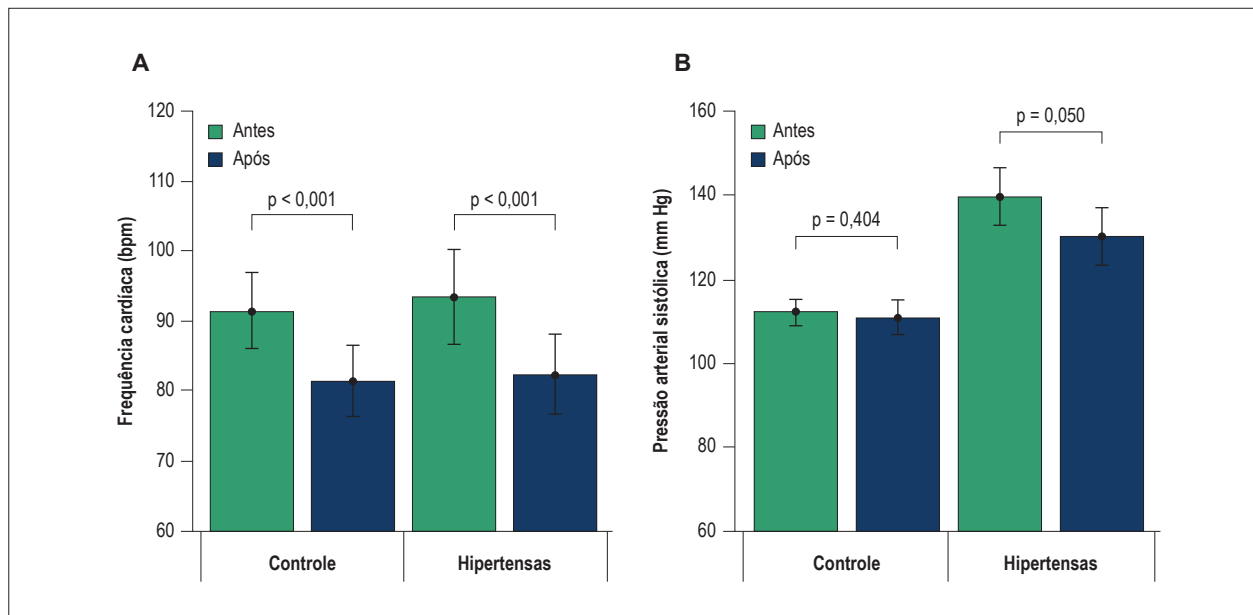 A
Frequência cardíaca (bpm)
120
110
100
90
80
70
60
Antes
Após
p < 0,001
p < 0,001
Controle
Hipertensas
B
Pressão arterial sistólica (mm Hg)
160
140
120
100
80
60
Antes
Após
p = 0,404
p = 0,050
Controle
Hipertensas